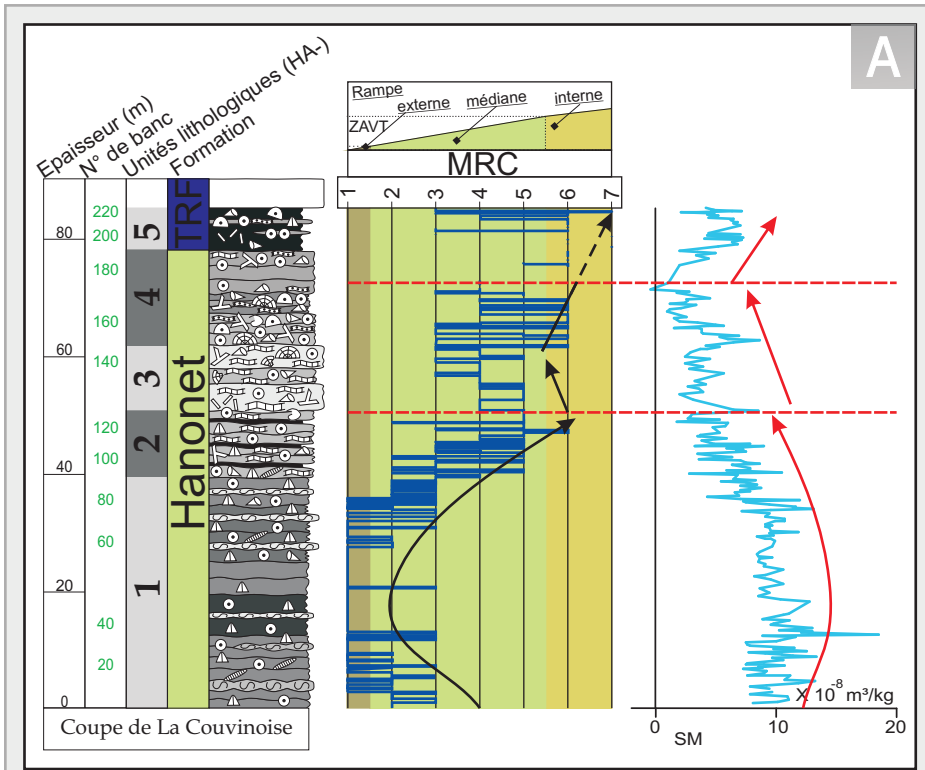 A
Epaisseur (m)
N° de banc
Unités lithologiques (HA-)
Formation
Rampe
externe
médiane
interne
ZAVT
MRC
1 2 3 4 5 6 7
80
60
40
20
0
220
200
180
160
140
120
100
80
60
40
20
5
4
3
2
1
TRF
Hanonet
Coupe de La Couvinoise
X 10⁻⁸ m³/kg
0 10 20
SM